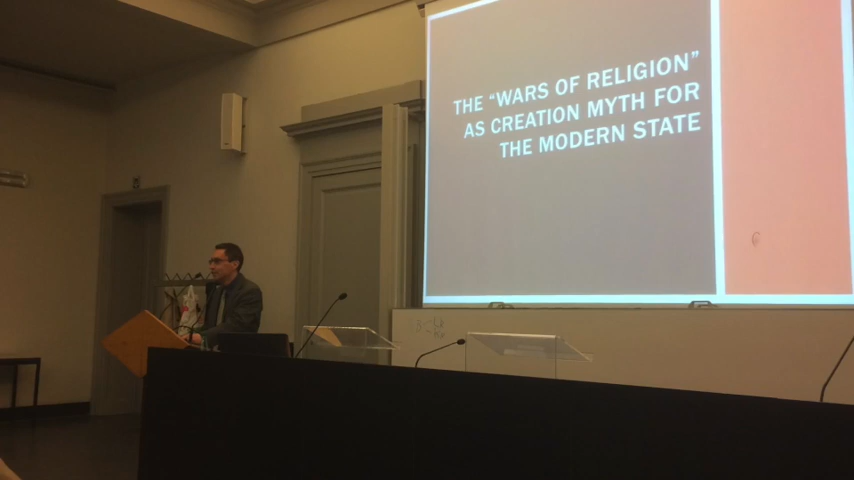 THE “WARS OF RELIGION”
AS CREATION MYTH FOR
THE MODERN STATE